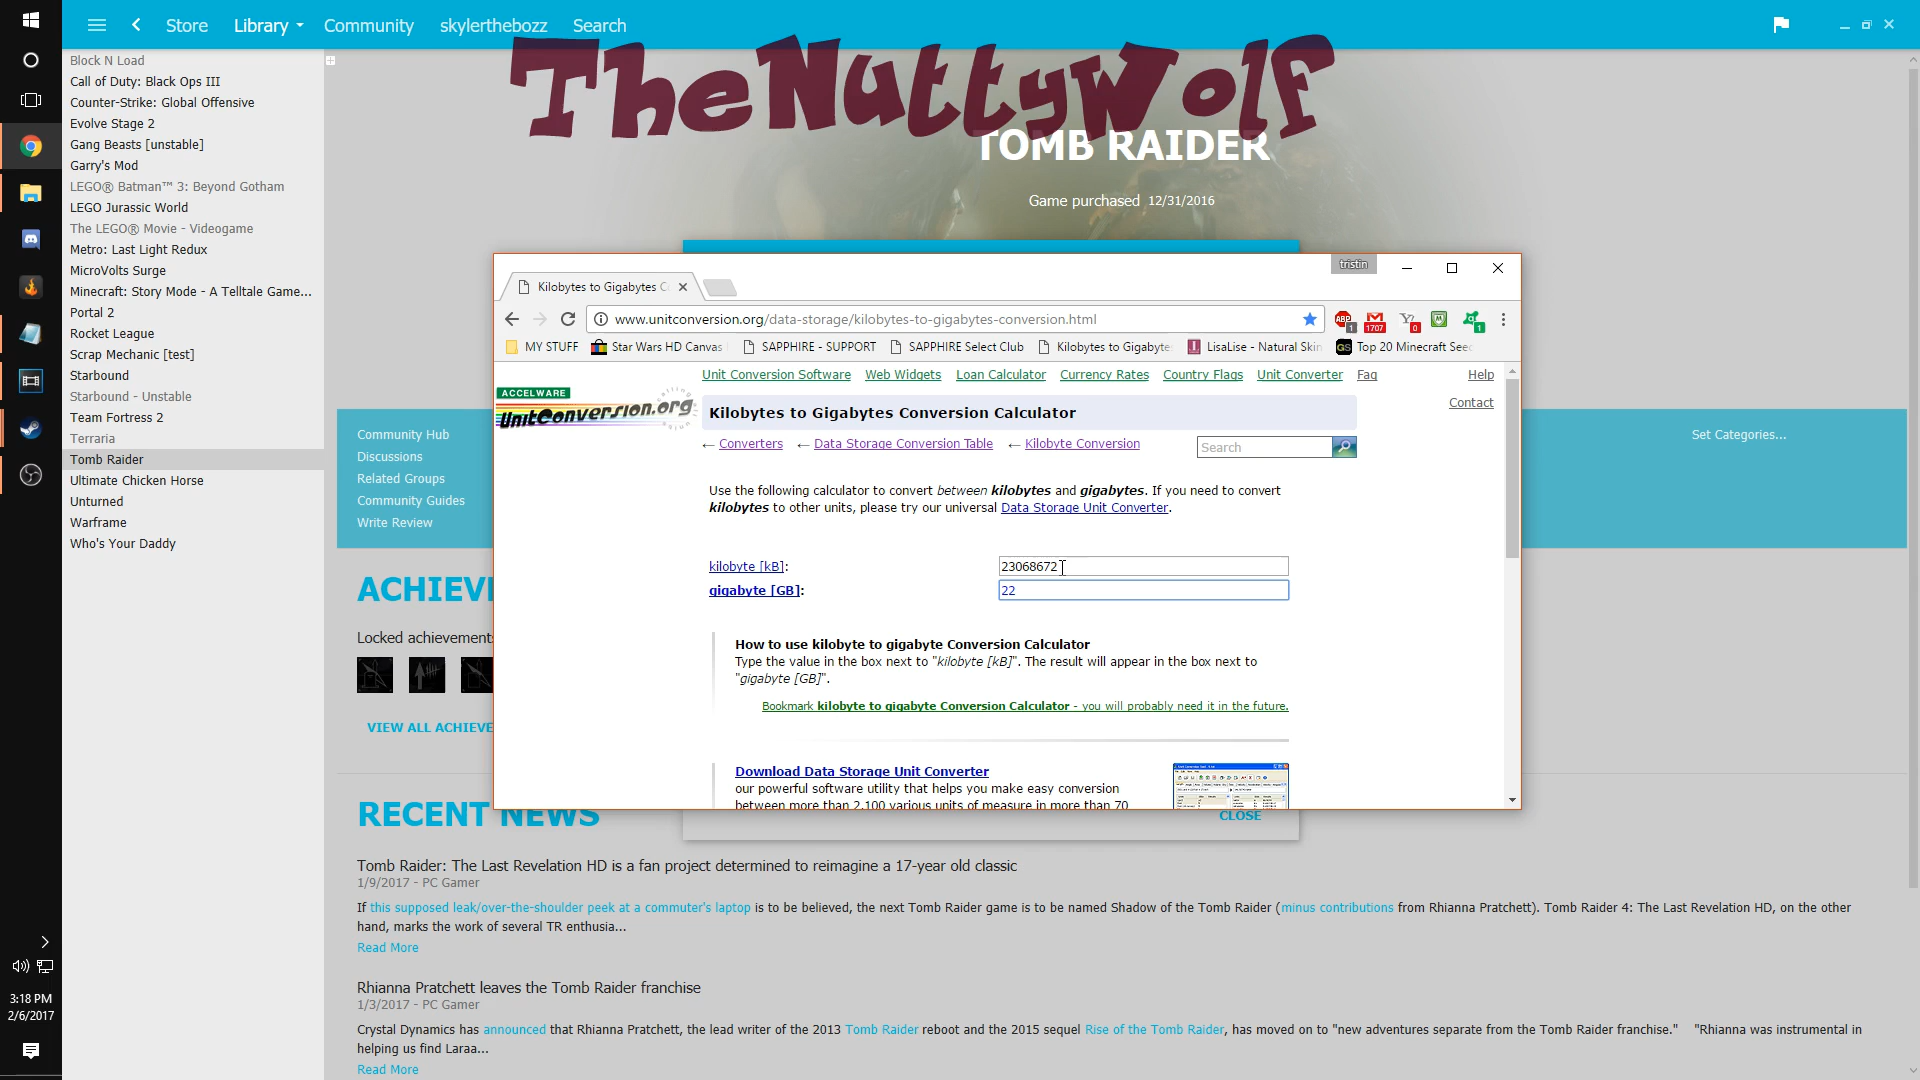 Store
Library
Community
skylerthebozz
Search
TheNuttyWolf
TOMB RAIDER
Game purchased 12/31/2016
Block N Load
Call of Duty: Black Ops III
Counter-Strike: Global Offensive
Evolve Stage 2
Gang Beasts [unstable]
Garry's Mod
LEGO® Batman™ 3: Beyond Gotham
LEGO Jurassic World
The LEGO® Movie - Videogame
Metro: Last Light Redux
MicroVolts Surge
Minecraft: Story Mode - A Telltale Game...
Portal 2
Rocket League
Scrap Mechanic [test]
Starbound
Starbound - Unstable
Team Fortress 2
Terraria
Tomb Raider
Ultimate Chicken Horse
Unturned
Warframe
Who's Your Daddy
Community Hub
Discussions
Related Groups
Community Guides
Write Review
Set Categories...
tristin
Kilobytes to Gigabytes C
www.unitconversion.org/data-storage/kilobytes-to-gigabytes-conversion.html
ABP 1
1707
0
1
MY STUFF
Star Wars HD Canvas
SAPPHIRE - SUPPORT
SAPPHIRE Select Club
Kilobytes to Gigabyte
LisaLise - Natural Skin
GS Top 20 Minecraft See
Unit Conversion Software Web Widgets Loan Calculator Currency Rates Country Flags Unit Converter Faq
Help
Contact
ACCELWARE
UnitConversion.org
Kilobytes to Gigabytes Conversion Calculator
← Converters ← Data Storage Conversion Table ← Kilobyte Conversion
Search
Use the following calculator to convert between kilobytes and gigabytes. If you need to convert
kilobytes to other units, please try our universal Data Storage Unit Converter.
kilobyte [kB]: 23068672
gigabyte [GB]: 22
How to use kilobyte to gigabyte Conversion Calculator
Type the value in the box next to "kilobyte [kB]". The result will appear in the box next to
"gigabyte [GB]".
Bookmark kilobyte to gigabyte Conversion Calculator - you will probably need it in the future.
Download Data Storage Unit Converter
our powerful software utility that helps you make easy conversion
between more than 2,100 various units of measure in more than 70
CLOSE
ACHIEV
Locked achievement
VIEW ALL ACHIEVE
RECENT NEWS
Tomb Raider: The Last Revelation HD is a fan project determined to reimagine a 17-year old classic
1/9/2017 - PC Gamer
If this supposed leak/over-the-shoulder peek at a commuter's laptop is to be believed, the next Tomb Raider game is to be named Shadow of the Tomb Raider (minus contributions from Rhianna Pratchett). Tomb Raider 4: The Last Revelation HD, on the other
hand, marks the work of several TR enthusia...
Read More
Rhianna Pratchett leaves the Tomb Raider franchise
1/3/2017 - PC Gamer
Crystal Dynamics has announced that Rhianna Pratchett, the lead writer of the 2013 Tomb Raider reboot and the 2015 sequel Rise of the Tomb Raider, has moved on to "new adventures separate from the Tomb Raider franchise." "Rhianna was instrumental in
helping us find Laraa...
Read More
3:18 PM
2/6/2017